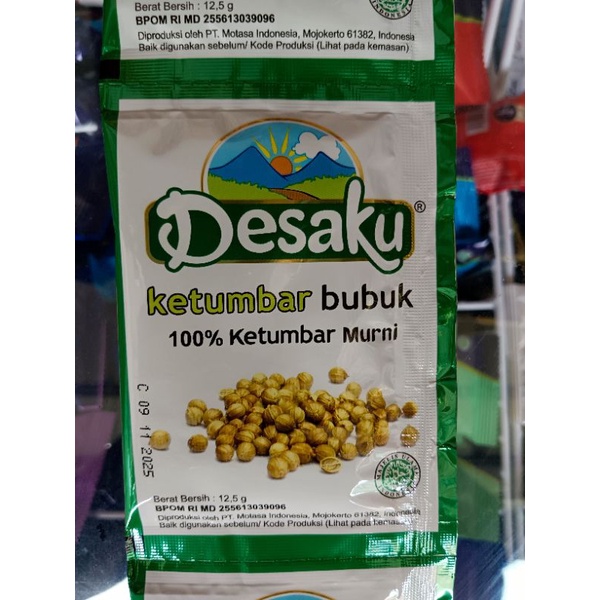 Berat Bersih : 12,5 g
BPOM RI MD 255613039096
Diproduksi oleh PT. Motasa Indonesia, Mojokerto 61382, Indonesia
Baik digunakan sebelum/ Kode Produksi (Lihat pada kemasan)
Desaku®
ketumbar bubuk
100% Ketumbar Murni
C 09 11 2025
Berat Bersih : 12,5 g
BPOM RI MD 255613039096
Diproduksi oleh PT. Motasa Indonesia, Mojokerto 61382, Indonesia
Baik digunakan sebelum/ Kode Produksi (Lihat pada kemasan)